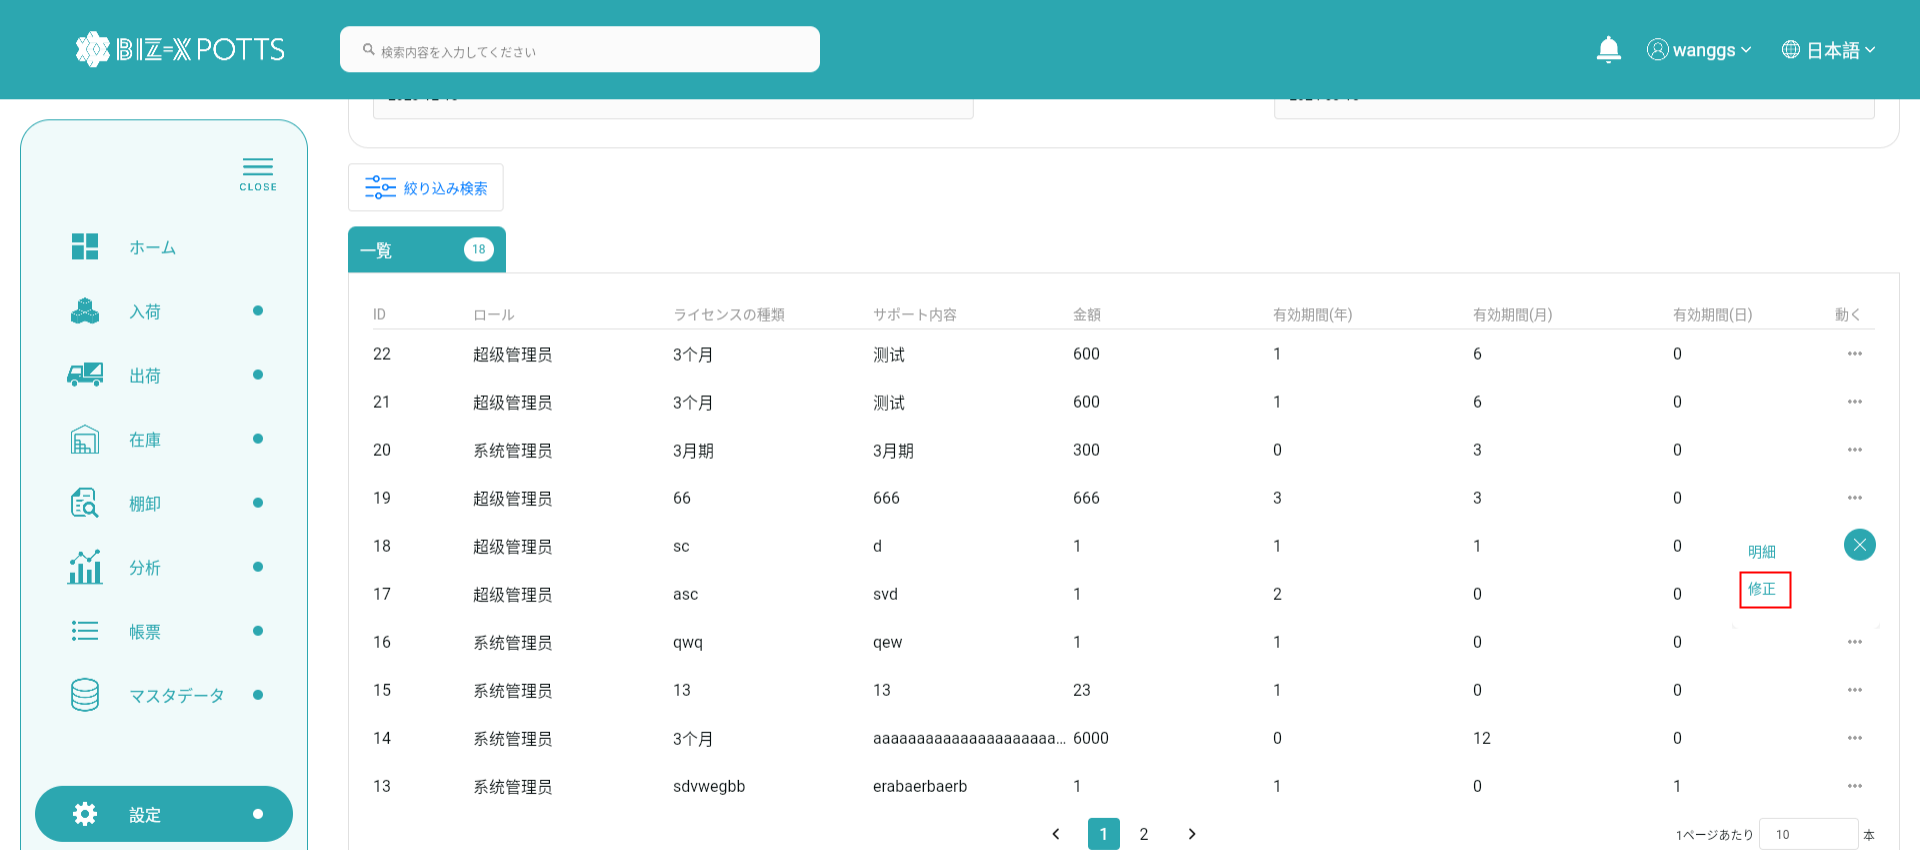 BIZ=X POTTS
検索内容を入力してください
wanggs
日本語
CLOSE
ホーム
入荷
出荷
在庫
棚卸
分析
帳票
マスタデータ
設定
絞り込み検索
一覧 18
ID ロール ライセンスの種類 サポート内容 金額 有効期間(年) 有効期間(月) 有効期間(日) 動く
22 超级管理员 3个月 测试 600 1 6 0
21 超级管理员 3个月 测试 600 1 6 0
20 系统管理员 3月期 3月期 300 0 3 0
19 超级管理员 66 666 666 3 3 0
18 超级管理员 sc d 1 1 1 0
明細
修正
17 超级管理员 asc svd 1 2 0 0
16 系统管理员 qwq qew 1 1 0 0
15 系统管理员 13 13 23 1 0 0
14 系统管理员 3个月 aaaaaaaaaaaaaaaaaaaaa... 6000 0 12 0
13 系统管理员 sdvwegbb erabaerbaerb 1 1 0 1
1 2
1ページあたり 10 本